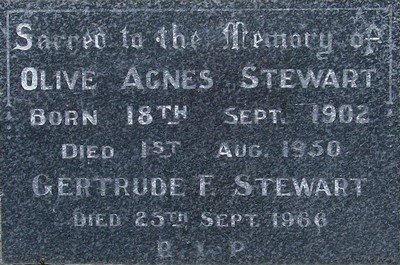 Sacred to the Memory of
OLIVE AGNES STEWART
BORN 18TH SEPT. 1902
DIED 1ST AUG. 1950
GERTRUDE F. STEWART
DIED 25TH SEPT. 1966
R.I.P.